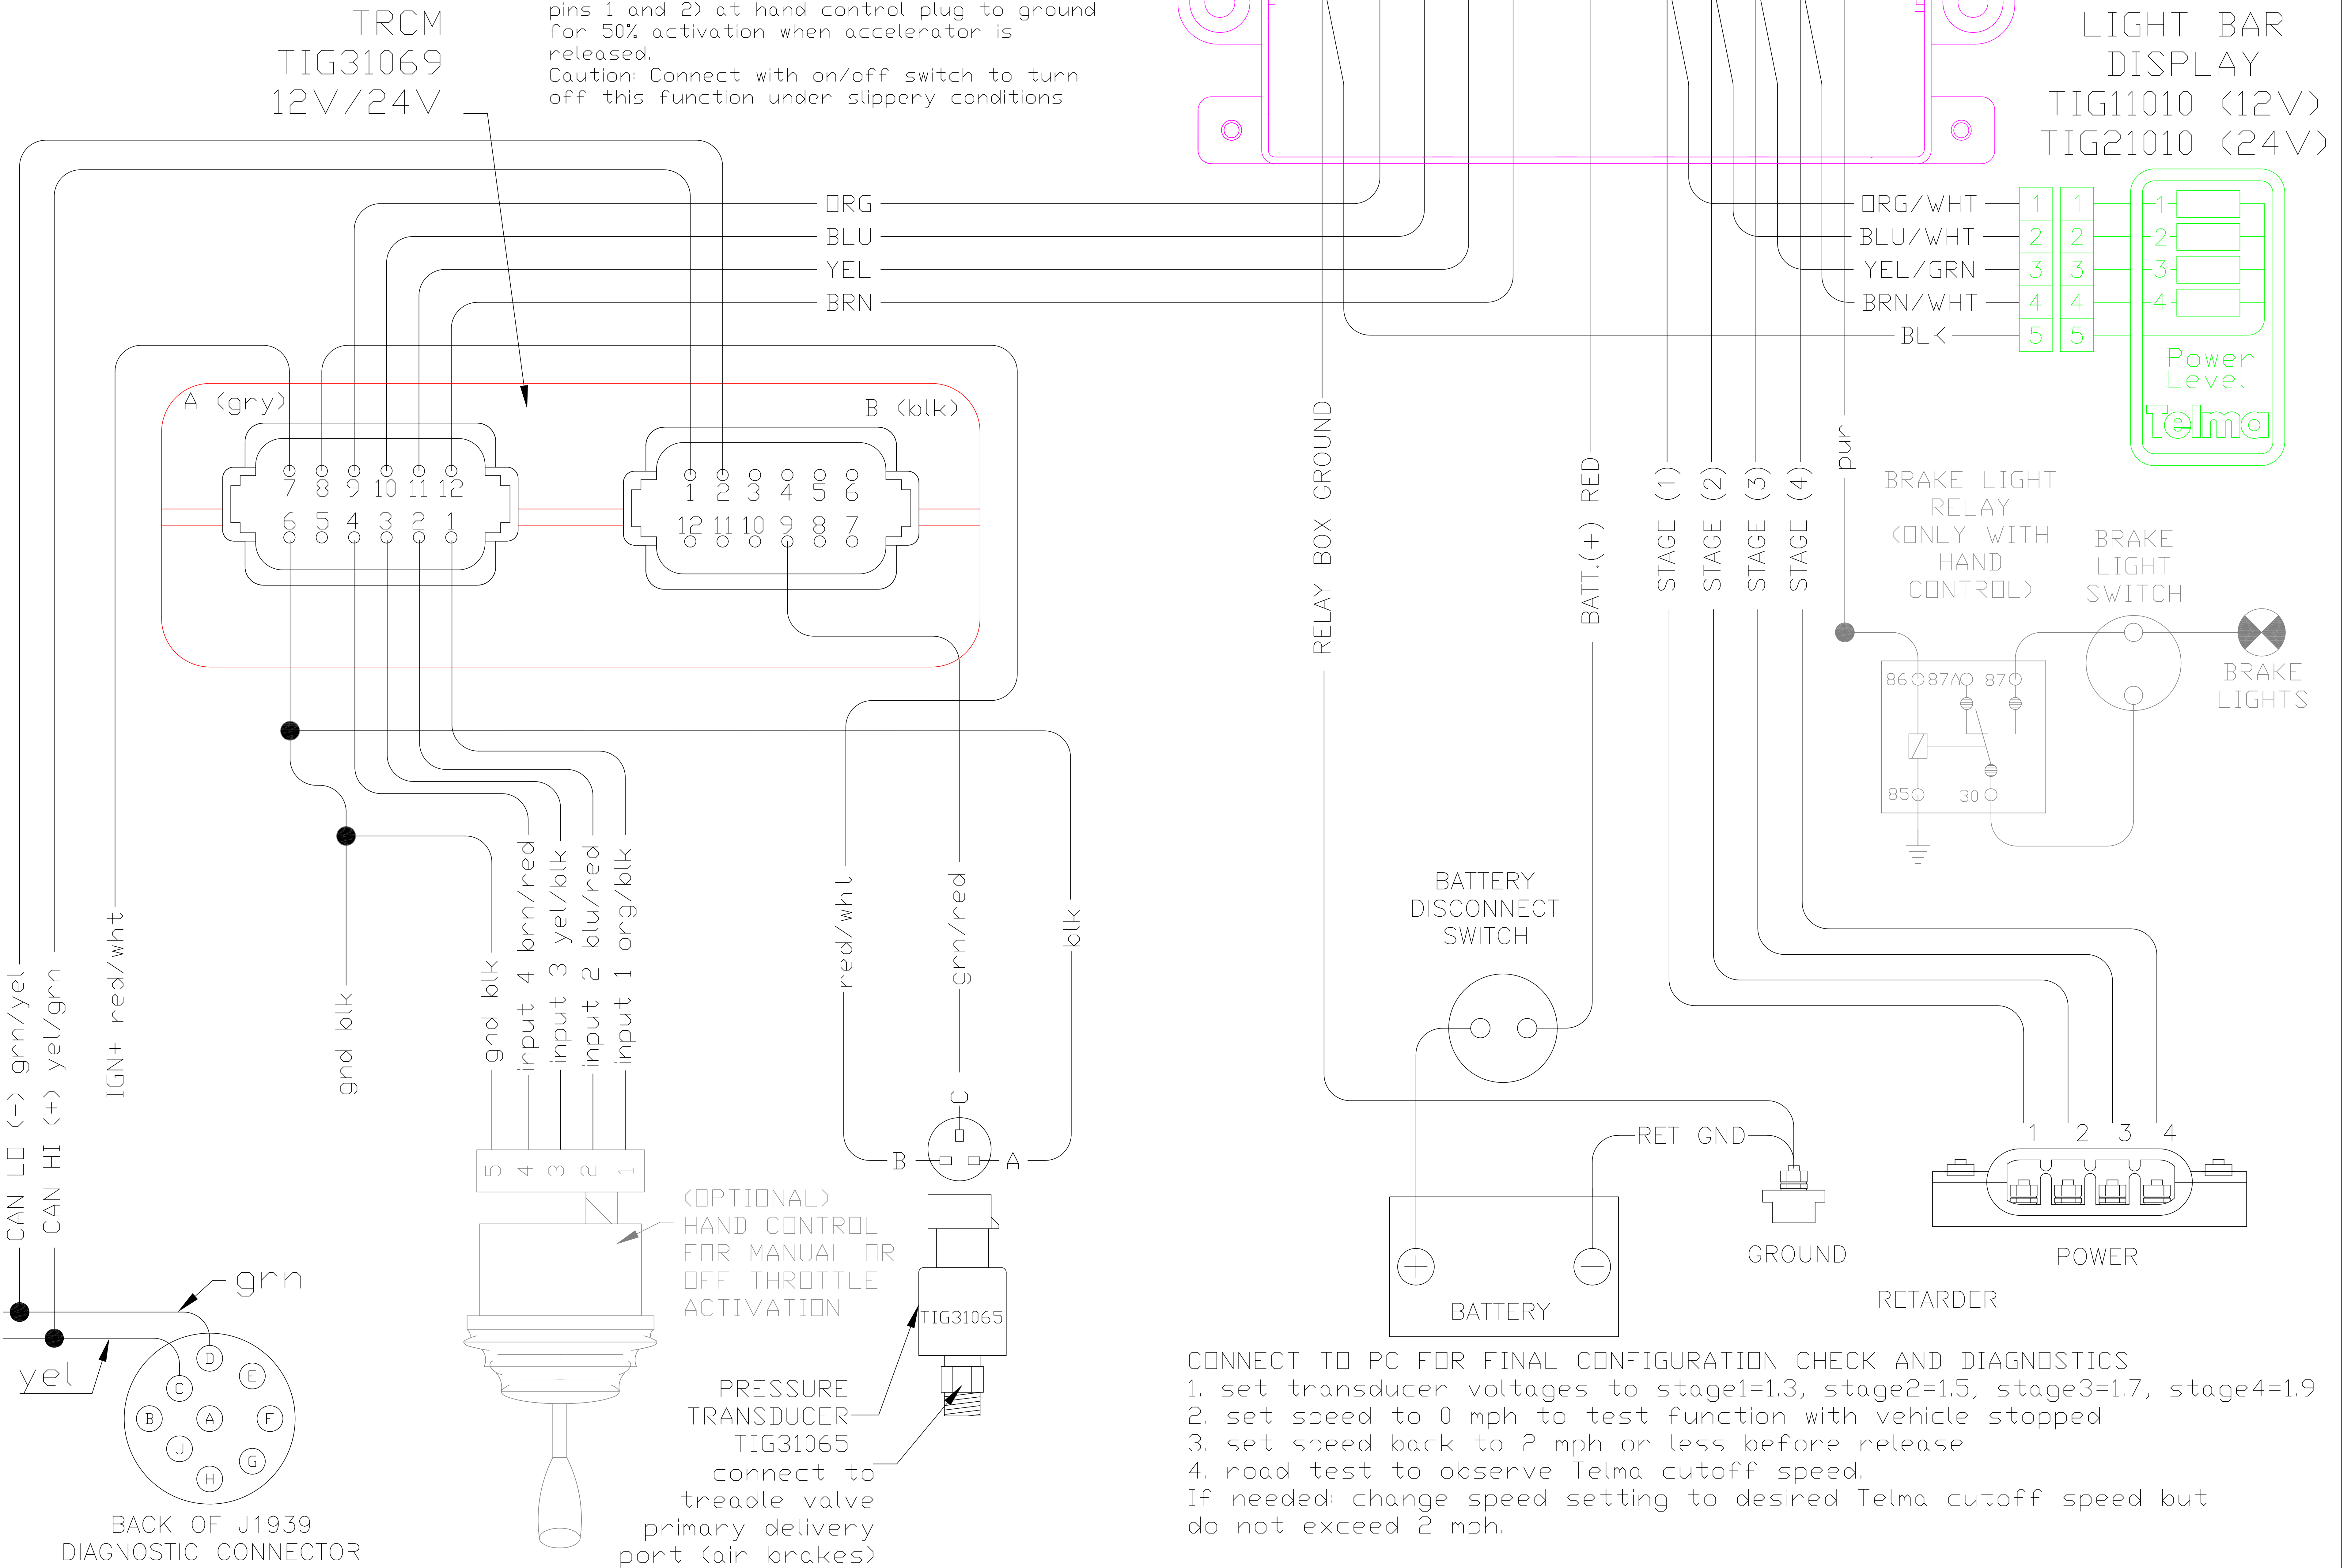 TRCM
TIG31069
12V/24V
pins 1 and 2) at hand control plug to ground
for 50% activation when accelerator is
released.
Caution: Connect with on/off switch to turn
off this function under slippery conditions
LIGHT BAR
DISPLAY
TIG11010 (12V)
TIG21010 (24V)
ORG
BLU
YEL
BRN
ORG/WHT
BLU/WHT
YEL/GRN
BRN/WHT
BLK
1 1 1
2 2 2
3 3 3
4 4 4
5 5
Power
Level
Telma
A (gry)
B (blk)
7 8 9 10 11 12
6 5 4 3 2 1
1 2 3 4 5 6
12 11 10 9 8 7
RELAY BOX GROUND
BATT.(+) RED
STAGE (1)
STAGE (2)
STAGE (3)
STAGE (4)
pur
BRAKE LIGHT
RELAY
(ONLY WITH
HAND
CONTROL)
BRAKE
LIGHT
SWITCH
BRAKE
LIGHTS
86 87A 87
85 30
CAN LO (-) grn/yel
CAN HI (+) yel/grn
IGN+ red/wht
gnd blk
gnd blk
input 4 brn/red
input 3 yel/blk
input 2 blu/red
input 1 org/blk
red/wht
grn/red
blk
BATTERY
DISCONNECT
SWITCH
5 4 3 2 1
C
B
A
(OPTIONAL)
HAND CONTROL
FOR MANUAL OR
OFF THROTTLE
ACTIVATION
TIG31065
PRESSURE
TRANSDUCER
TIG31065
connect to
treadle valve
primary delivery
port (air brakes)
RET GND
BATTERY
GROUND
1 2 3 4
POWER
RETARDER
grn
yel
D
E
C
B
A
F
J
G
H
BACK OF J1939
DIAGNOSTIC CONNECTOR
CONNECT TO PC FOR FINAL CONFIGURATION CHECK AND DIAGNOSTICS
1. set transducer voltages to stage1=1.3, stage2=1.5, stage3=1.7, stage4=1.9
2. set speed to 0 mph to test function with vehicle stopped
3. set speed back to 2 mph or less before release
4. road test to observe Telma cutoff speed.
If needed: change speed setting to desired Telma cutoff speed but
do not exceed 2 mph.